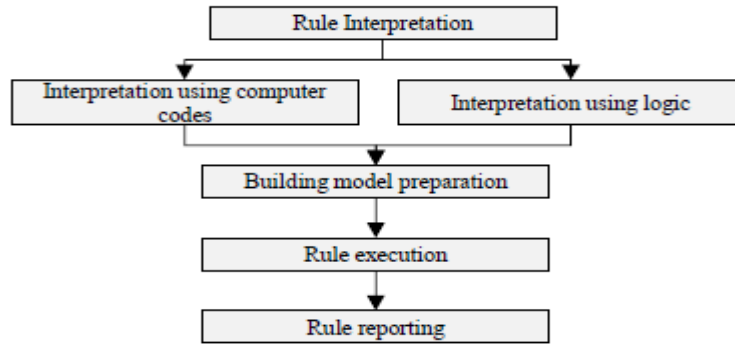 Rule Interpretation
Interpretation using computer
codes
Interpretation using logic
Building model preparation
Rule execution
Rule reporting